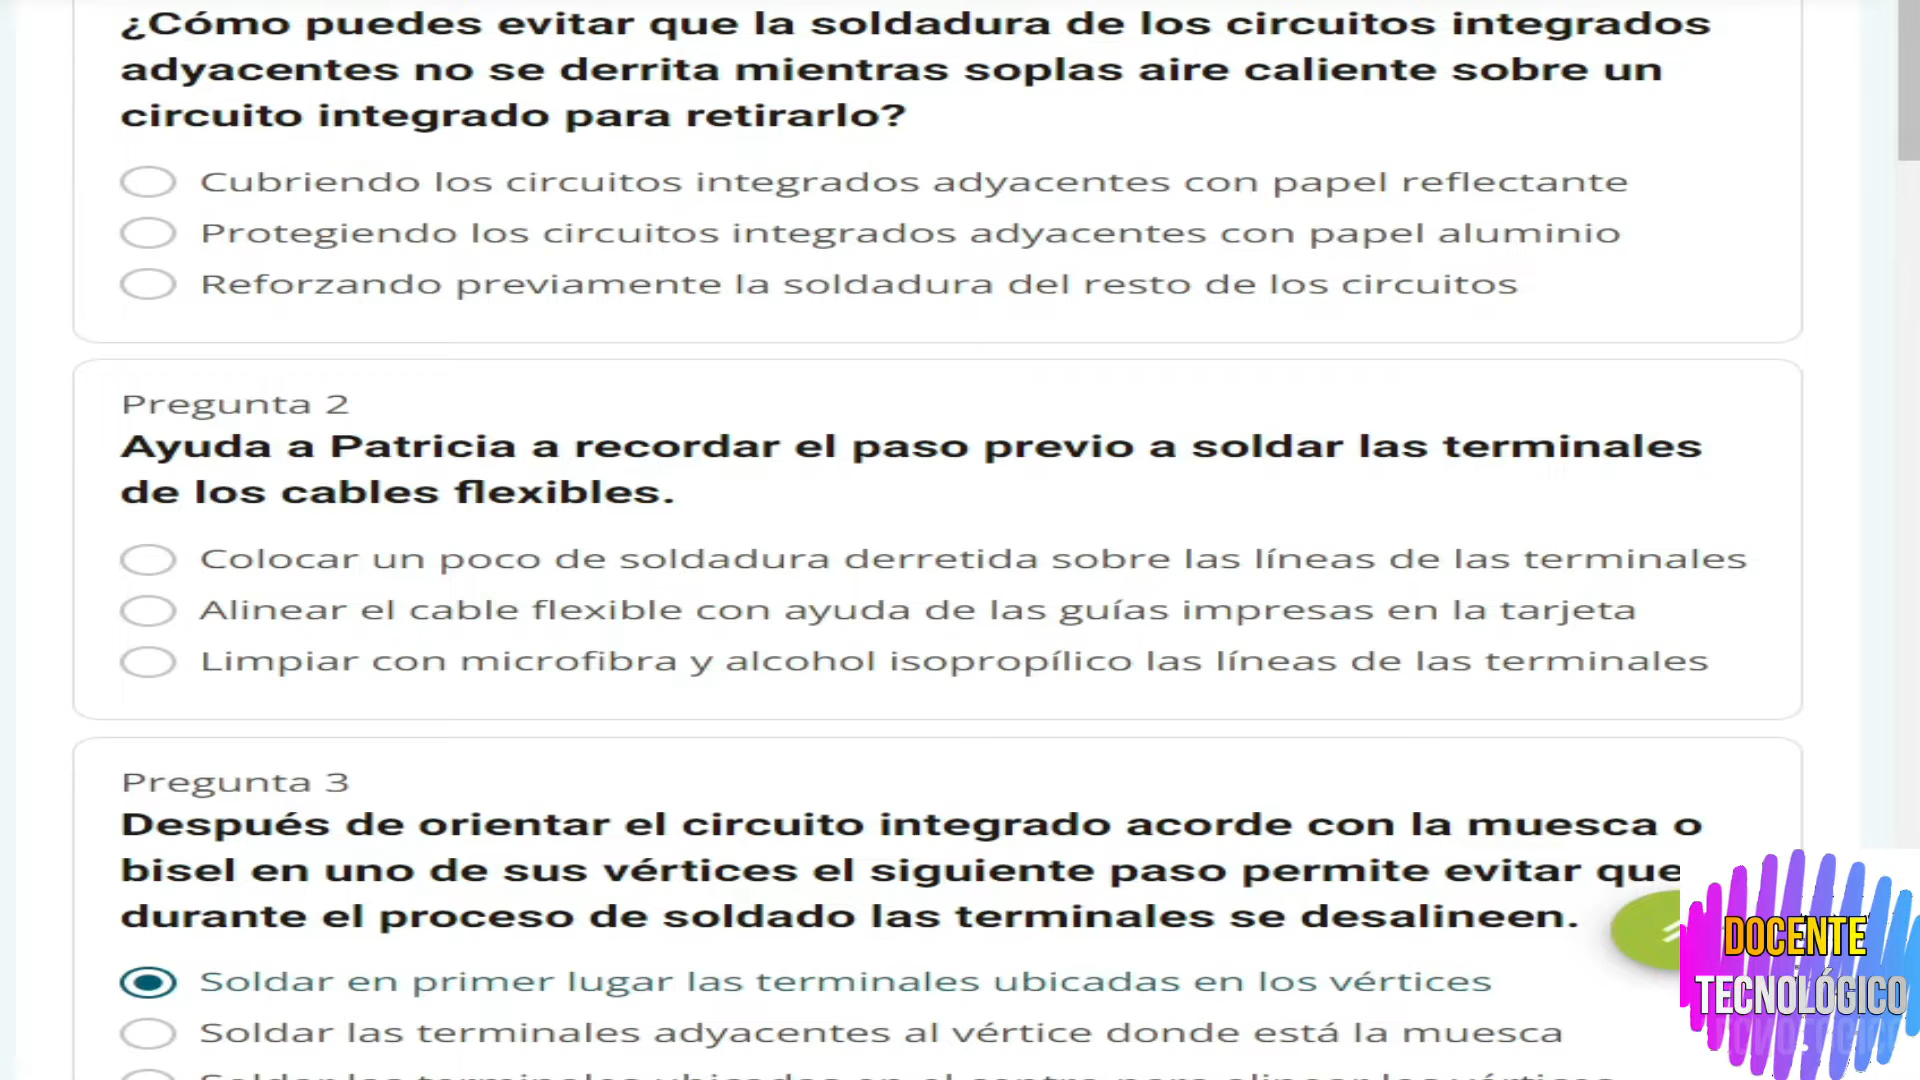 ¿Cómo puedes evitar que la soldadura de los circuitos integrados
adyacentes no se derrita mientras soplas aire caliente sobre un
circuito integrado para retirarlo?
Cubriendo los circuitos integrados adyacentes con papel reflectante
Protegiendo los circuitos integrados adyacentes con papel aluminio
Reforzando previamente la soldadura del resto de los circuitos
Pregunta 2
Ayuda a Patricia a recordar el paso previo a soldar las terminales
de los cables flexibles.
Colocar un poco de soldadura derretida sobre las líneas de las terminales
Alinear el cable flexible con ayuda de las guías impresas en la tarjeta
Limpiar con microfibra y alcohol isopropílico las líneas de las terminales
Pregunta 3
Después de orientar el circuito integrado acorde con la muesca o
bisel en uno de sus vértices el siguiente paso permite evitar que
durante el proceso de soldado las terminales se desalineen.
Soldar en primer lugar las terminales ubicadas en los vértices
Soldar las terminales adyacentes al vértice donde está la muesca
DOCENTE
TECNOLÓGICO